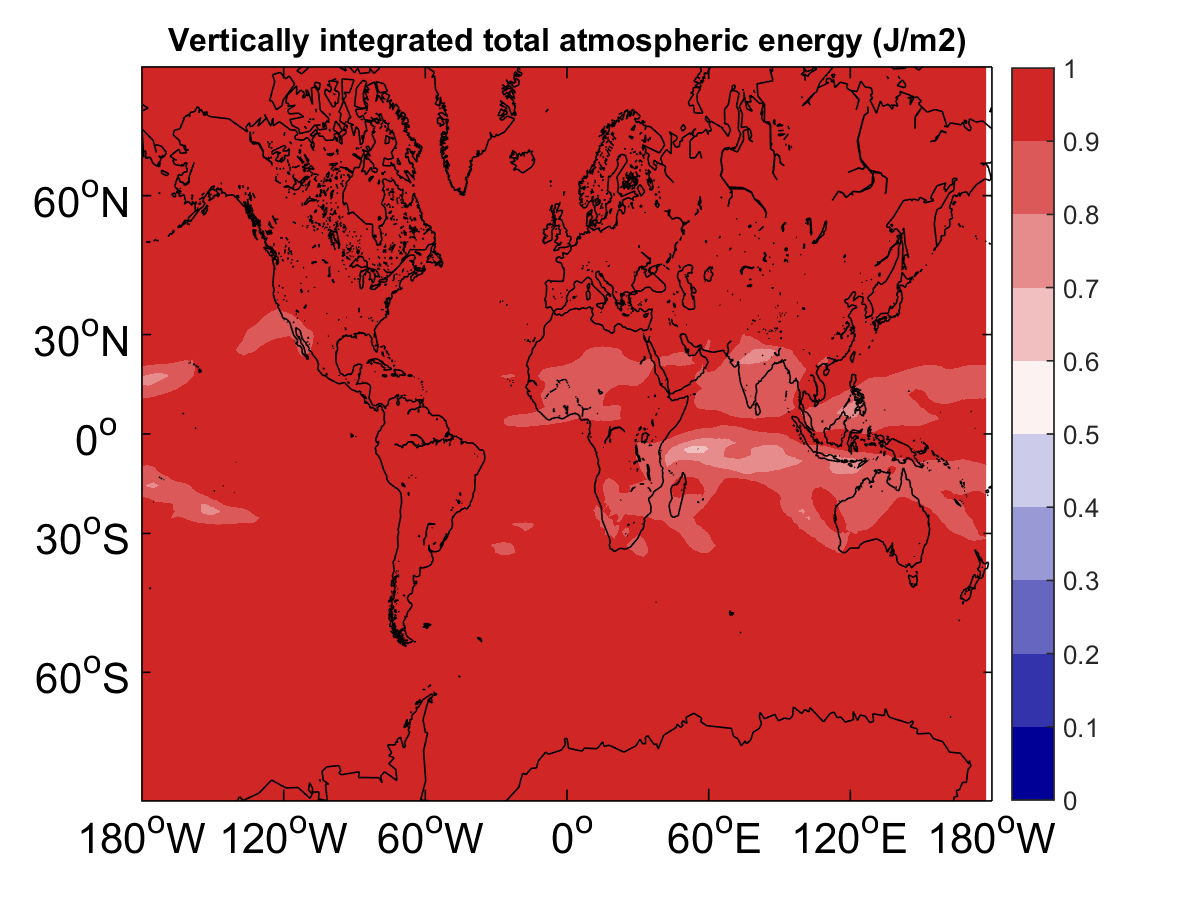 Vertically integrated total atmospheric energy (J/m2)
60°N
30°N
0°
30°S
60°S
180°W 120°W 60°W 0° 60°E 120°E 180°W
1
0.9
0.8
0.7
0.6
0.5
0.4
0.3
0.2
0.1
0